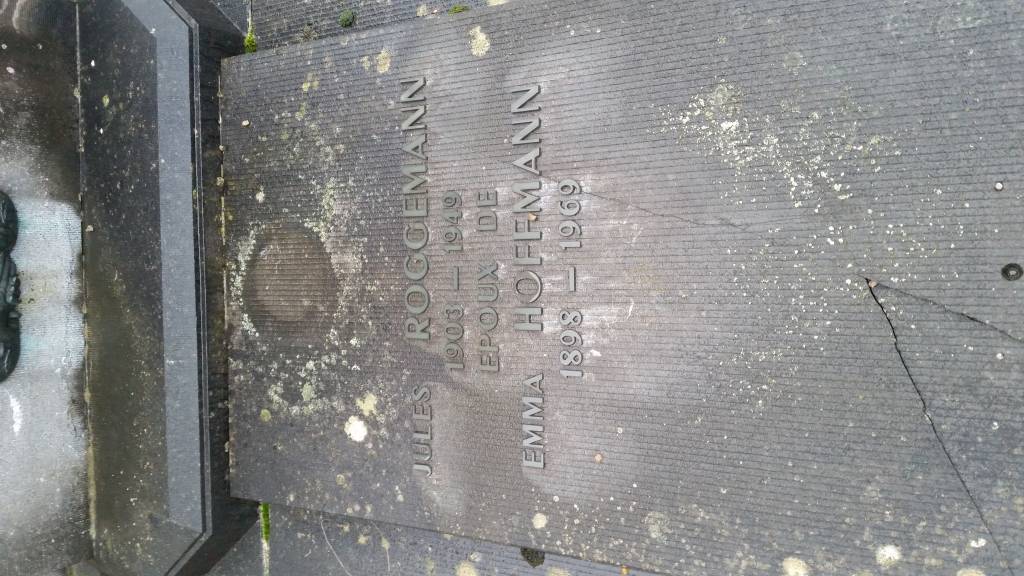 JULES ROGGEMANN
1903 — 1949
EPOUX DE
EMMA HOFFMANN
1898 — 1969